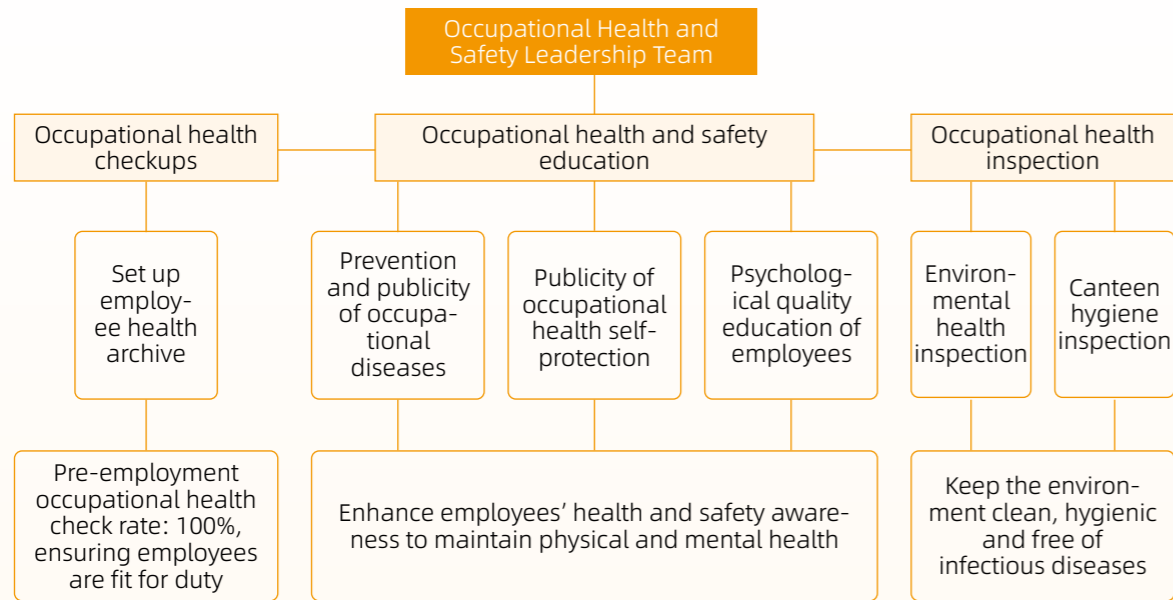 Occupational Health and
Safety Leadership Team
Occupational health
checkups
Occupational health and safety
education
Occupational health
inspection
Set up
employ-
ee health
archive
Prevention
and publicity
of occupa-
tional
diseases
Publicity of
occupational
health self-
protection
Psycholog-
ical quality
education of
employees
Environ-
mental
health
inspection
Canteen
hygiene
inspection
Pre-employment
occupational health
check rate: 100%,
ensuring employees
are fit for duty
Enhance employees’ health and safety aware-
ness to maintain physical and mental health
Keep the environ-
ment clean, hygienic
and free of
infectious diseases